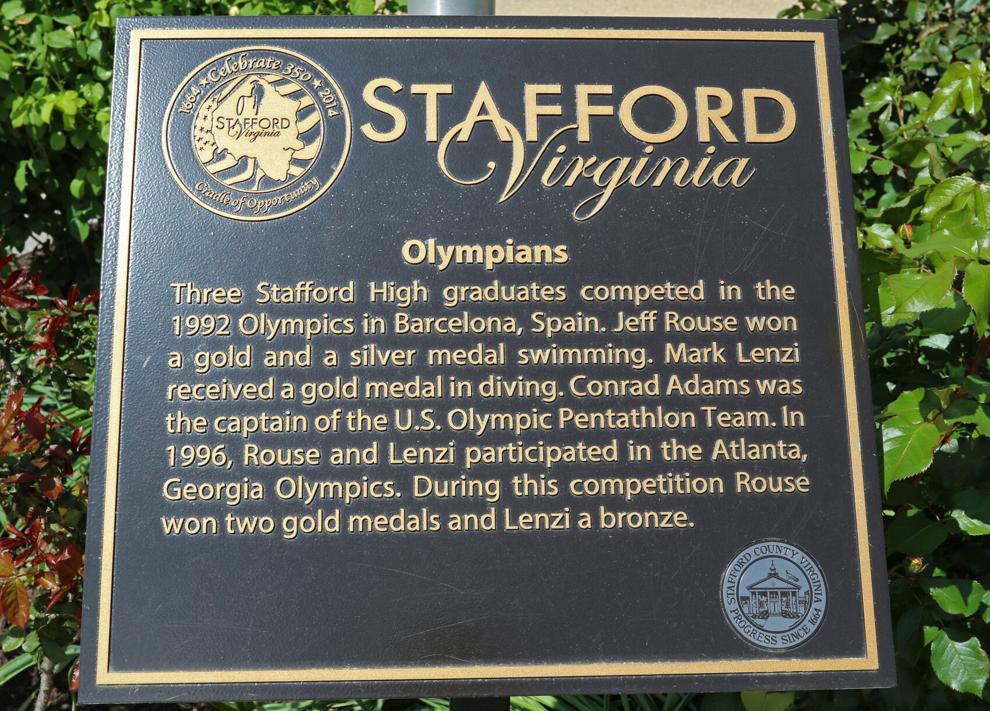 1664 ★ Celebrate 350 ★ 2014
STAFFORD
Virginia
Cradle of Opportunity
STAFFORD
Virginia
Olympians
Three Stafford High graduates competed in the
1992 Olympics in Barcelona, Spain. Jeff Rouse won
a gold and a silver medal swimming. Mark Lenzi
received a gold medal in diving. Conrad Adams was
the captain of the U.S. Olympic Pentathlon Team. In
1996, Rouse and Lenzi participated in the Atlanta,
Georgia Olympics. During this competition Rouse
won two gold medals and Lenzi a bronze.
STAFFORD COUNTY VIRGINIA
PROGRESS SINCE 1664